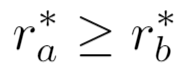 $r_a^* \geq r_b^*$